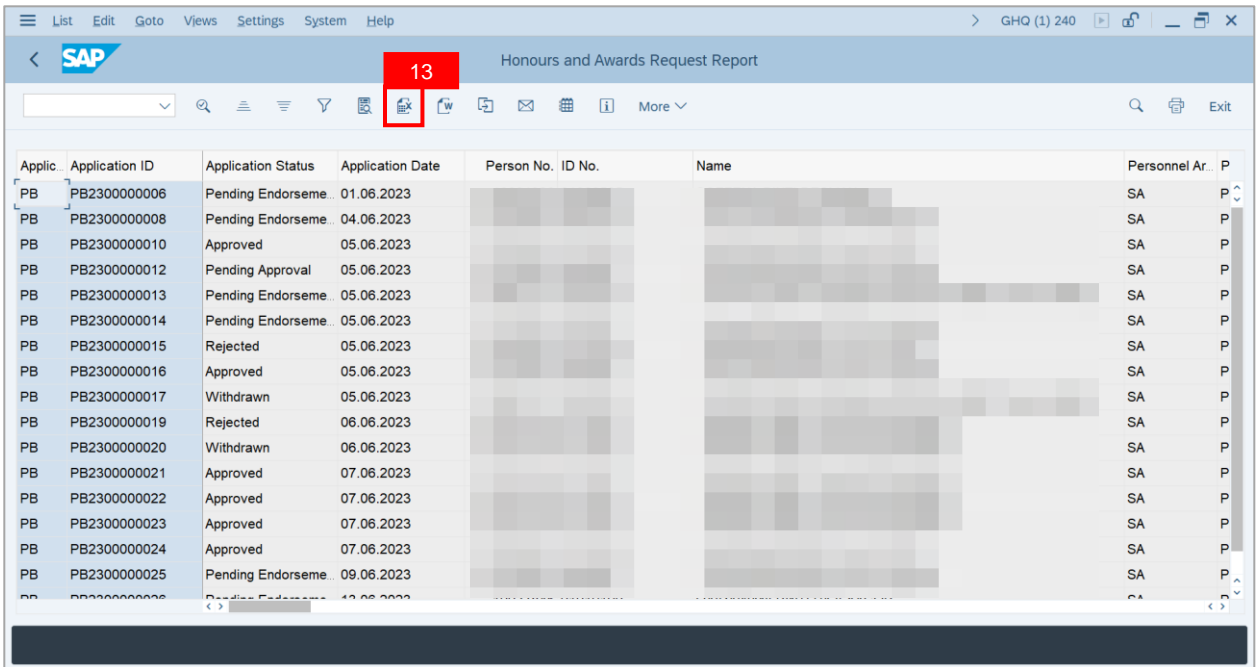 List Edit Goto Views Settings System Help GHQ (1) 240
SAP Honours and Awards Request Report
13
More Exit
Applic... Application ID Application Status Application Date Person No. ID No. Name Personnel Ar... P
PB PB2300000006 Pending Endorseme... 01.06.2023 SA P
PB PB2300000008 Pending Endorseme... 04.06.2023 SA P
PB PB2300000010 Approved 05.06.2023 SA P
PB PB2300000012 Pending Approval 05.06.2023 SA P
PB PB2300000013 Pending Endorseme... 05.06.2023 SA P
PB PB2300000014 Pending Endorseme... 05.06.2023 SA P
PB PB2300000015 Rejected 05.06.2023 SA P
PB PB2300000016 Approved 05.06.2023 SA P
PB PB2300000017 Withdrawn 05.06.2023 SA P
PB PB2300000019 Rejected 06.06.2023 SA P
PB PB2300000020 Withdrawn 06.06.2023 SA P
PB PB2300000021 Approved 07.06.2023 SA P
PB PB2300000022 Approved 07.06.2023 SA P
PB PB2300000023 Approved 07.06.2023 SA P
PB PB2300000024 Approved 07.06.2023 SA P
PB PB2300000025 Pending Endorseme... 09.06.2023 SA P